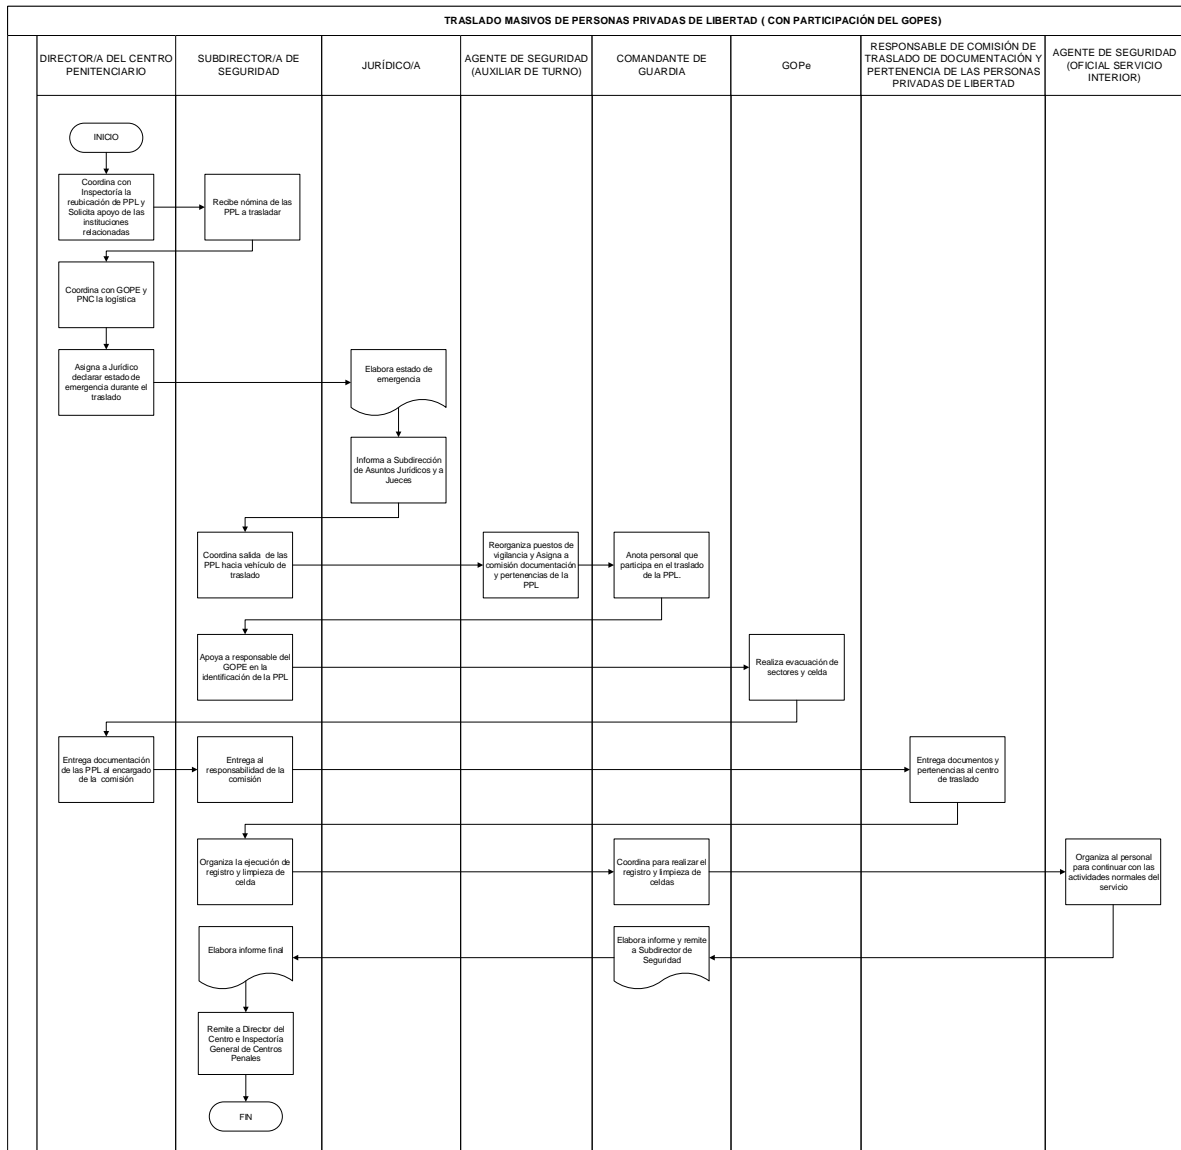 TRASLADO MASIVOS DE PERSONAS PRIVADAS DE LIBERTAD ( CON PARTICIPACIÓN DEL GOPES)
DIRECTOR/A DEL CENTRO
PENITENCIARIO
SUBDIRECTOR/A DE
SEGURIDAD
JURÍDICO/A
AGENTE DE SEGURIDAD
(AUXILIAR DE TURNO)
COMANDANTE DE
GUARDIA
GOPe
RESPONSABLE DE COMISIÓN DE
TRASLADO DE DOCUMENTACIÓN Y
PERTENENCIA DE LAS PERSONAS
PRIVADAS DE LIBERTAD
AGENTE DE SEGURIDAD
(OFICIAL SERVICIO
INTERIOR)
INICIO
Coordina con
Inspectoría la
reubicación de PPL y
Solicita apoyo de las
instituciones
relacionadas
Recibe nómina de las
PPL a trasladar
Coordina con GOPE y
PNC la logística
Asigna a Jurídico
declarar estado de
emergencia durante el
traslado
Elabora estado de
emergencia
Informa a Subdirección
de Asuntos Jurídicos y a
Jueces
Coordina salida de las
PPL hacia vehículo de
traslado
Reorganiza puestos de
vigilancia y Asigna a
comisión documentación
y pertenencias de la
PPL
Anota personal que
participa en el traslado
de la PPL.
Apoya a responsable del
GOPE en la
identificación de la PPL
Realiza evacuación de
sectores y celda
Entrega documentación
de las PPL al encargado
de la comisión
Entrega al
responsabilidad de la
comisión
Entrega documentos y
pertenencias al centro
de traslado
Organiza la ejecución de
registro y limpieza de
celda
Coordina para realizar el
registro y limpieza de
celdas
Organiza al personal
para continuar con las
actividades normales del
servicio
Elabora informe final
Elabora informe y remite
a Subdirector de
Seguridad
Remite a Director del
Centro e Inspectoría
General de Centros
Penales
FIN